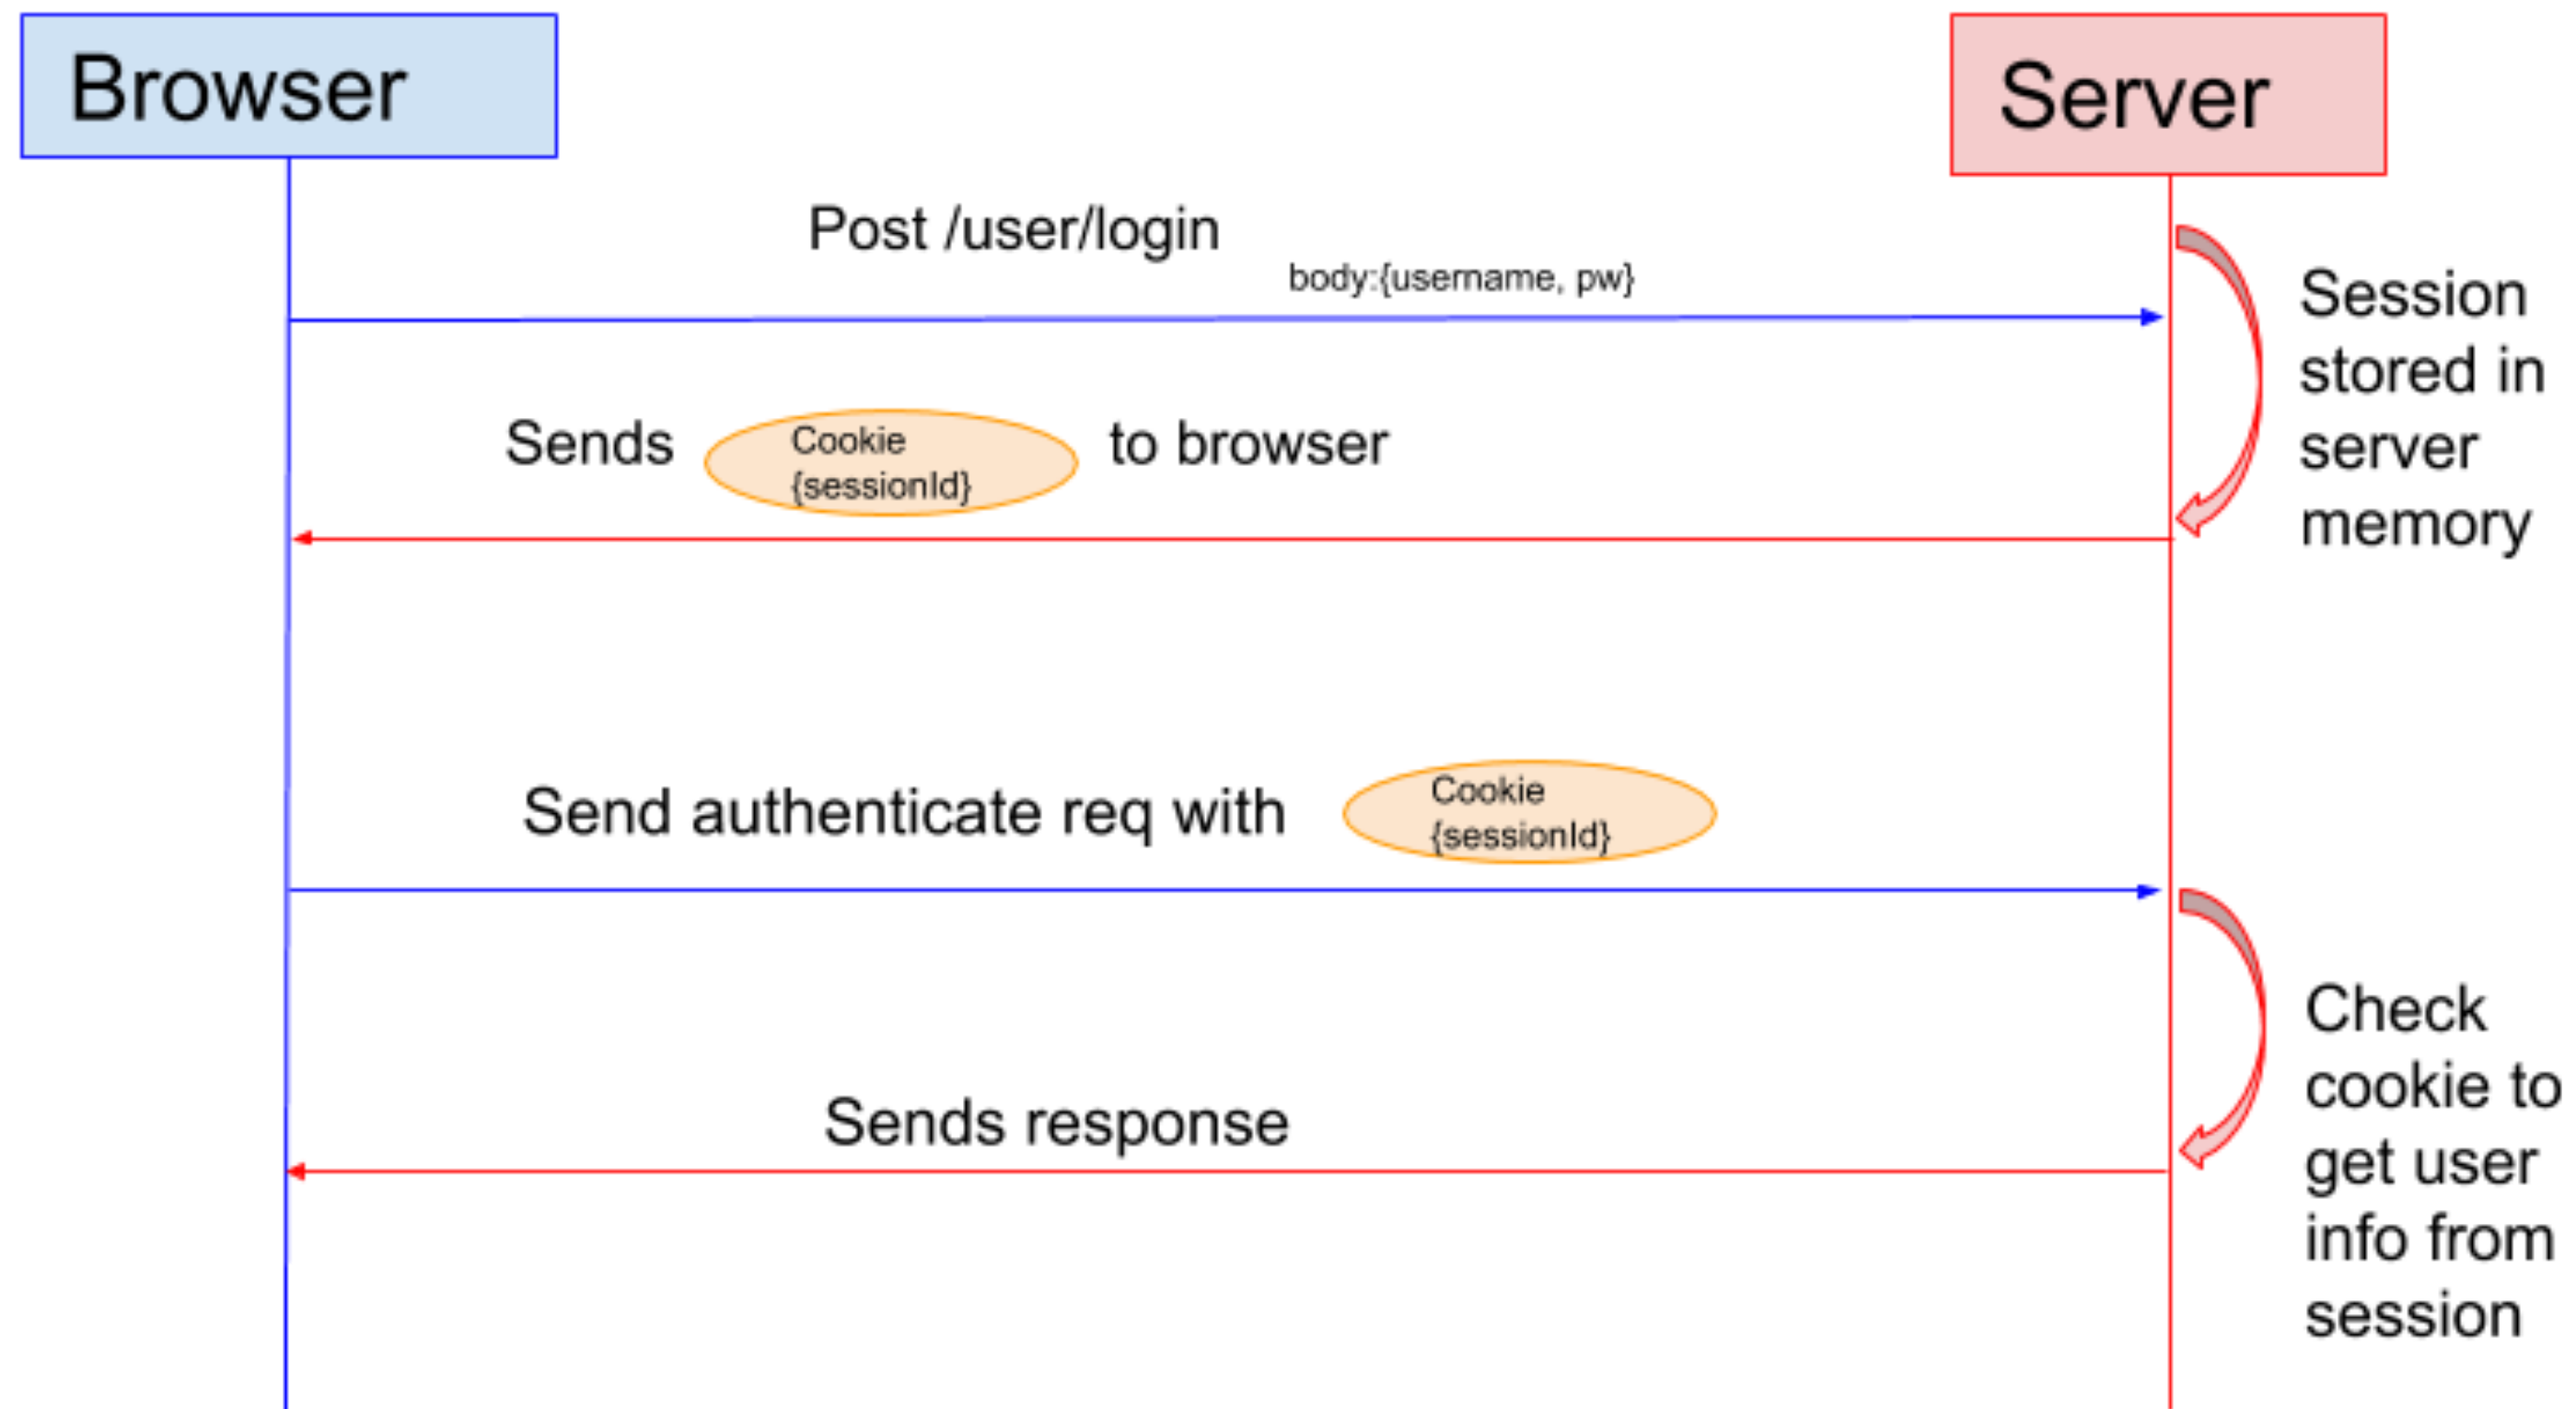 Browser
Server
Post /user/login
body:{username, pw}
Session
stored in
server
memory
Sends
Cookie
{sessionId}
to browser
Send authenticate req with
Cookie
{sessionId}
Check
cookie to
get user
info from
session
Sends response